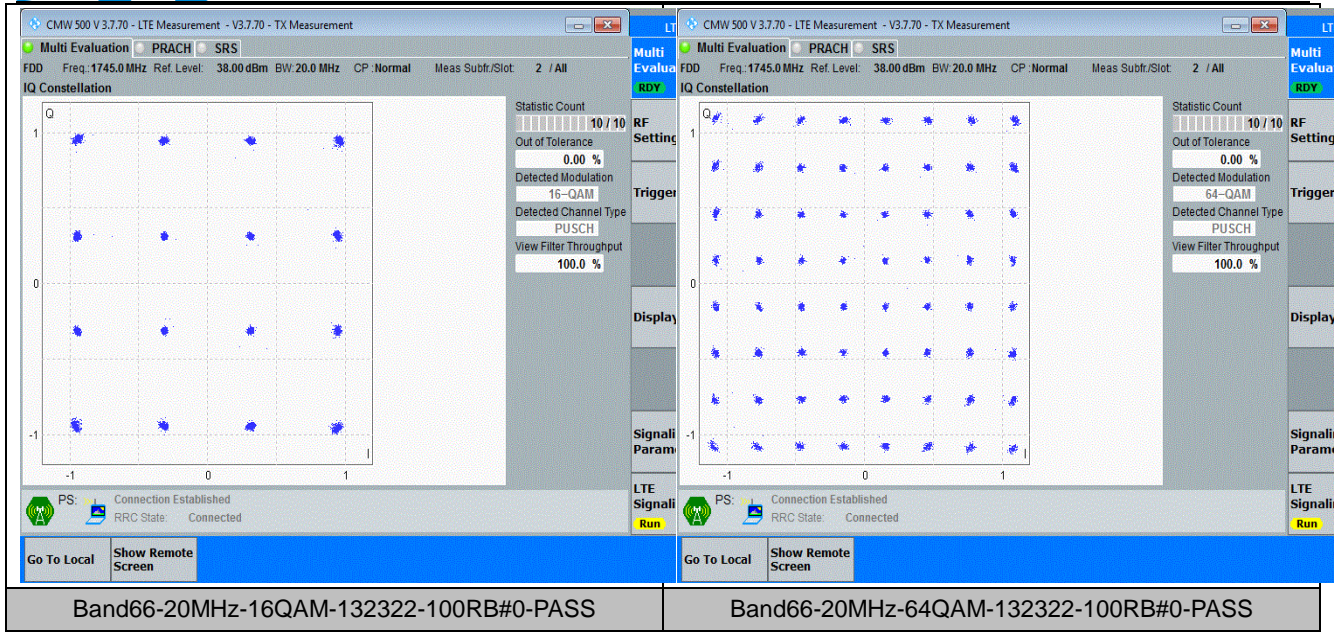 CMW 500 V 3.7.70 - LTE Measurement - V3.7.70 - TX Measurement
LT
Multi Evaluation PRACH SRS
Multi
Evalua
RDY
FDD Freq.:1745.0 MHz Ref. Level: 38.00 dBm BW:20.0 MHz CP :Normal Meas Subfr./Slot: 2 / All
IQ Constellation
Q
1
0
-1
-1 0 1
I
Statistic Count
10 / 10
Out of Tolerance
0.00 %
Detected Modulation
16-QAM
Detected Channel Type
PUSCH
View Filter Throughput
100.0 %
RF
Setting
Trigger
Display
Signali
Param
LTE
Signali
Run
PS: Connection Established
RRC State: Connected
Go To Local
Show Remote
Screen
Band66-20MHz-16QAM-132322-100RB#0-PASS
CMW 500 V 3.7.70 - LTE Measurement - V3.7.70 - TX Measurement
LT
Multi Evaluation PRACH SRS
Multi
Evalua
RDY
FDD Freq.:1745.0 MHz Ref. Level: 38.00 dBm BW:20.0 MHz CP :Normal Meas Subfr./Slot: 2 / All
IQ Constellation
Q
1
0
-1
-1 0 1
I
Statistic Count
10 / 10
Out of Tolerance
0.00 %
Detected Modulation
64-QAM
Detected Channel Type
PUSCH
View Filter Throughput
100.0 %
RF
Setting
Trigger
Display
Signali
Param
LTE
Signali
Run
PS: Connection Established
RRC State: Connected
Go To Local
Show Remote
Screen
Band66-20MHz-64QAM-132322-100RB#0-PASS